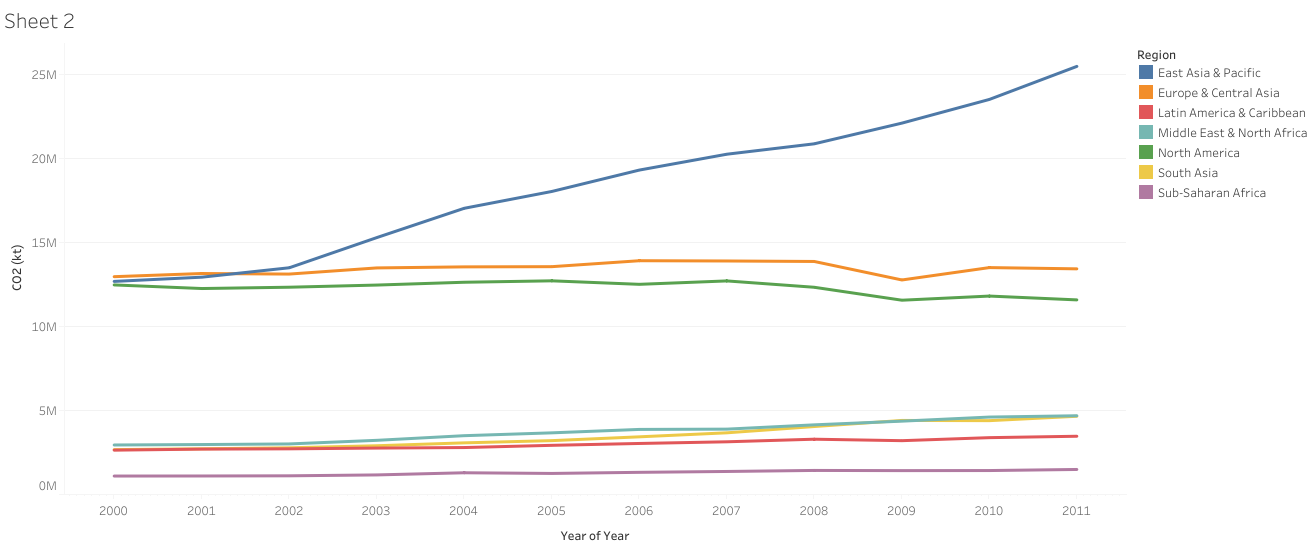 Sheet 2
25M
20M
15M
10M
5M
0M
CO2 (kt)
2000 2001 2002 2003 2004 2005 2006 2007 2008 2009 2010 2011
Year of Year
Region
East Asia & Pacific
Europe & Central Asia
Latin America & Caribbean
Middle East & North Africa
North America
South Asia
Sub-Saharan Africa